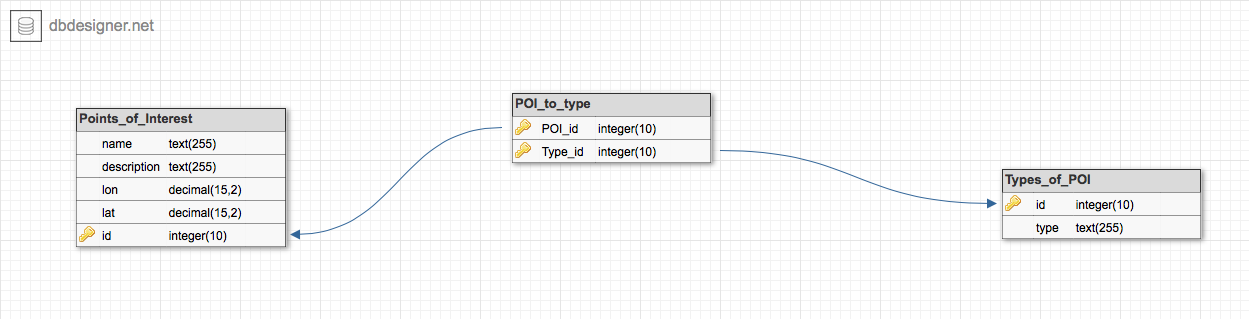 dbdesigner.net
Points_of_Interest
name text(255)
description text(255)
lon decimal(15,2)
lat decimal(15,2)
id integer(10)
POI_to_type
POI_id integer(10)
Type_id integer(10)
Types_of_POI
id integer(10)
type text(255)